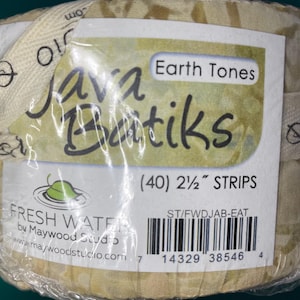 Earth Tones
Java
Batiks
(40) 2½" STRIPS
FRESH WATER
by Maywood Studio
www.maywoodstudio.com
ST/FWDJAB-EAT
7 14329 38546 4